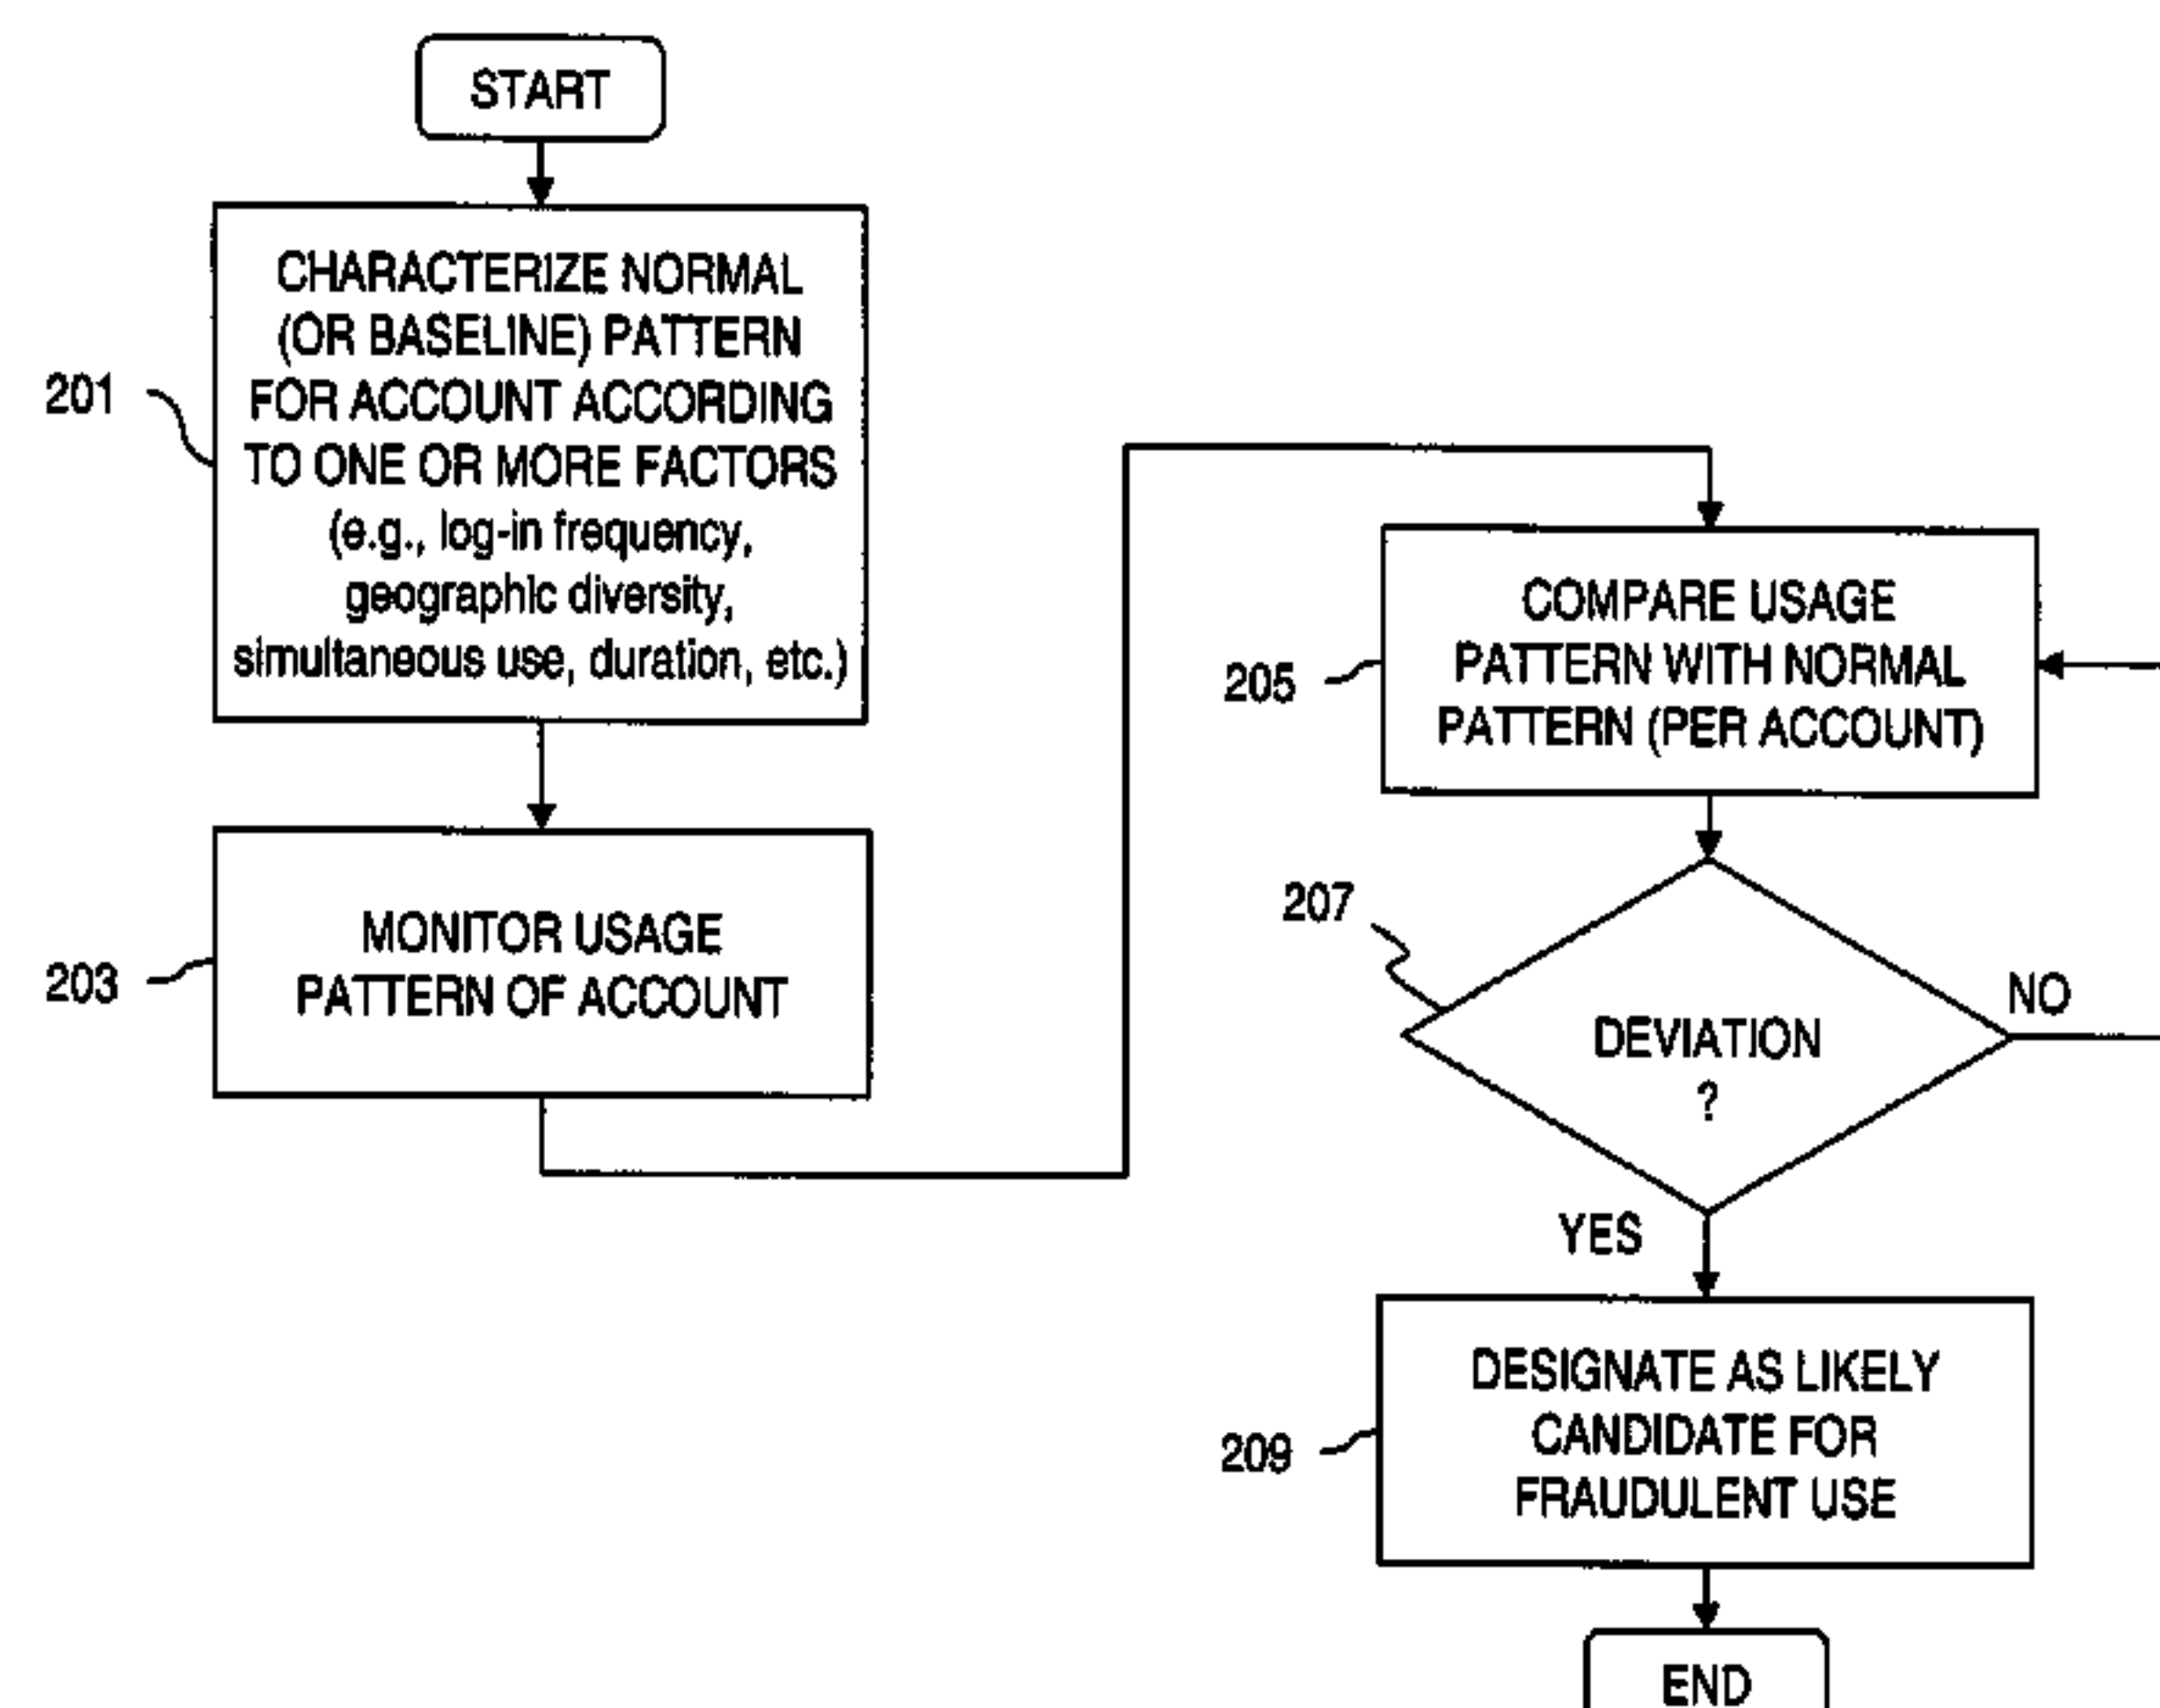 START
CHARACTERIZE NORMAL
(OR BASELINE) PATTERN
FOR ACCOUNT ACCORDING
TO ONE OR MORE FACTORS
(e.g., log-in frequency,
geographic diversity,
simultaneous use, duration, etc.)
201
MONITOR USAGE
PATTERN OF ACCOUNT
203
COMPARE USAGE
PATTERN WITH NORMAL
PATTERN (PER ACCOUNT)
205
207
DEVIATION
?
NO
YES
DESIGNATE AS LIKELY
CANDIDATE FOR
FRAUDULENT USE
209
END